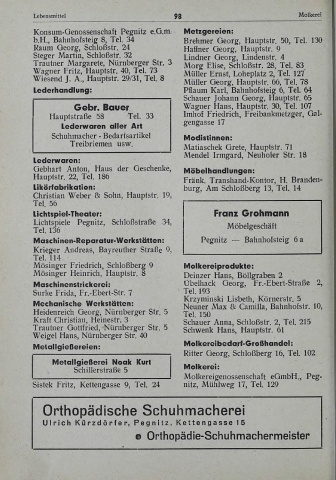 Lebensmittel
98
Molkerei
Konsum-Genossenschaft Pegnitz e.G.m.
b.H., Bahnhofsteig 8, Tel. 34
Raum Georg, Schloßstr. 24
Steger Martin, Schloßstr. 32
Trautner Margarete, Nürnberger Str. 3
Wagner Fritz, Hauptstr. 40, Tel. 73
Wiesend J. A., Hauptstr. 29/31, Tel. 8
Lederhandlung:
Gebr. Bauer
Hauptstraße 58 Tel. 33
Lederwaren aller Art
Schuhmacher-Bedarfsartikel
Treibriemen usw.
Lederwaren:
Gebhart Anton, Haus der Geschenke,
Hauptstr. 22, Tel. 186
Likörfabrikation:
Christian Weber & Sohn, Hauptstr. 19,
Tel. 56
Lichtspiel-Theater:
Lichtspiele Pegnitz, Schloßstraße 34,
Tel. 136
Maschinen-Reparatur-Werkstätten:
Krieger Andreas, Bayreuther Straße 9,
Tel. 114
Mösinger Friedrich, Schloßberg 9
Mösinger Heinrich, Hauptstr. 8
Maschinenstrickerei:
Surke Frida, Fr.-Ebert-Str. 7
Mechanische Werkstätten:
Heidenreich Georg, Nürnberger Str. 5
Kraft Christian, Heinestr. 3
Trautner Gottfried, Nürnberger Str. 5
Weigel Hans, Nürnberger Str. 40
Metallgießereien:
Metallgießerei Noak Kurt
Schillerstraße 5
Sistek Fritz, Kettengasse 9, Tel. 24
Metzgereien:
Brehmer Georg, Hauptstr. 50, Tel. 130
Haffner Georg, Hauptstr. 9
Lindner Georg, Lindenstr. 4
Morg Elise, Schloßstr. 28, Tel. 83
Müller Ernst, Loheplatz 2, Tel. 127
Müller Georg, Hauptstr. 68, Tel. 77
Pflaum Karl, Bahnhofsteig 6, Tel. 64
Schauer Johann Georg, Hauptstr. 65
Wagner Hans, Hauptstr. 30, Tel. 107
Imhof Friedrich, Freibankmetzger, Gal-
gengasse 17
Modistinnen:
Matiaschek Grete, Hauptstr. 71
Mendel Irmgard, Neuhofer Str. 18
Möbelhandlungen:
Fränk, Transhand-Kontor, H. Branden-
burg, Am Schloßberg 13, Tel. 14
Franz Grohmann
Möbelgeschäft
Pegnitz — Bahnhofsteig 6a
Molkereiprodukte:
Deinzer Hans, Böllgraben 2
Übelhack Georg, Fr.-Ebert-Straße 2,
Tel. 193
Krzyminski Lisbeth, Körnerstr. 5
Neuner Max & Camilla, Bahnhofstr. 10,
Tel. 150
Schauer Anna, Schloßstr. 2, Tel. 215
Schwenk Hans, Hauptstr. 61
Molkereibedarf-Großhandel:
Ritter Georg, Schloßberg 16, Tel. 102
Molkerei:
Molkereigenossenschaft eGmbH., Peg-
nitz, Mühlweg 17, Tel. 129
Orthopädische Schuhmacherei
Ulrich Kürzdörfer, Pegnitz, Kettengasse 15
Orthopädie-Schuhmachermeister